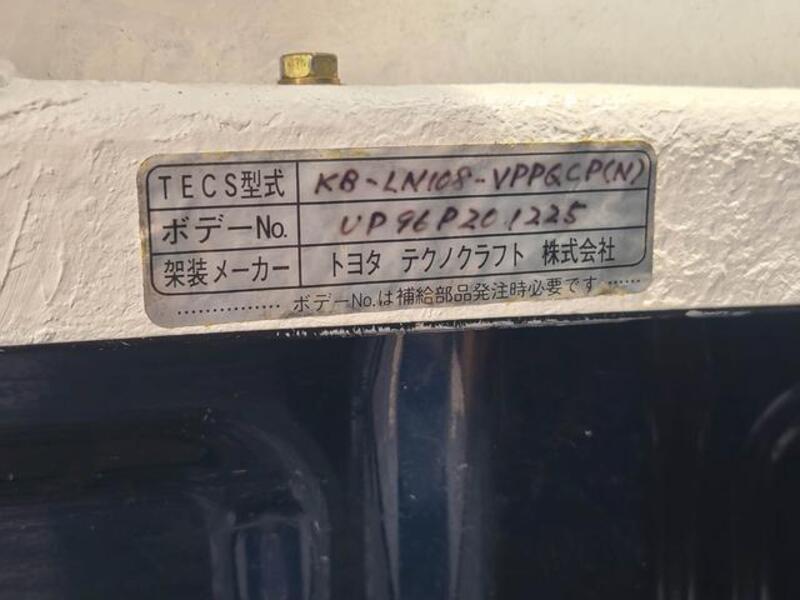 TECS型式 KB-LN108-VPPQCP(N)
ボデーNo. UP96P201225
架装メーカー トヨタ テクノクラフト 株式会社
……………ボデーNo.は補給部品発注時必要です……